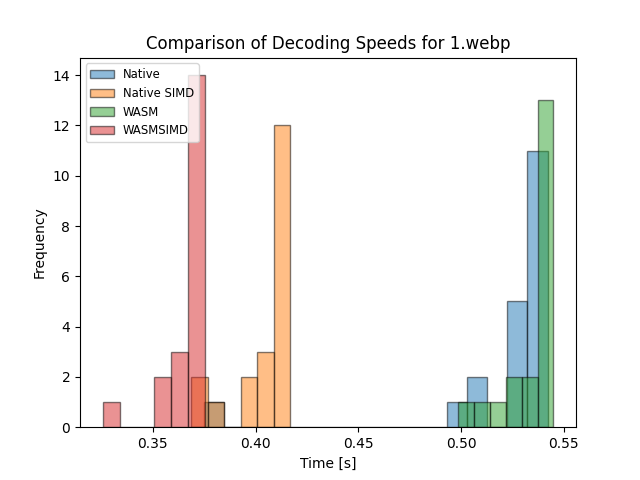 Comparison of Decoding Speeds for 1.webp
Native
Native SIMD
WASM
WASMSIMD
14
12
10
8
6
4
2
0
Frequency
0.35
0.40
0.45
0.50
0.55
Time [s]